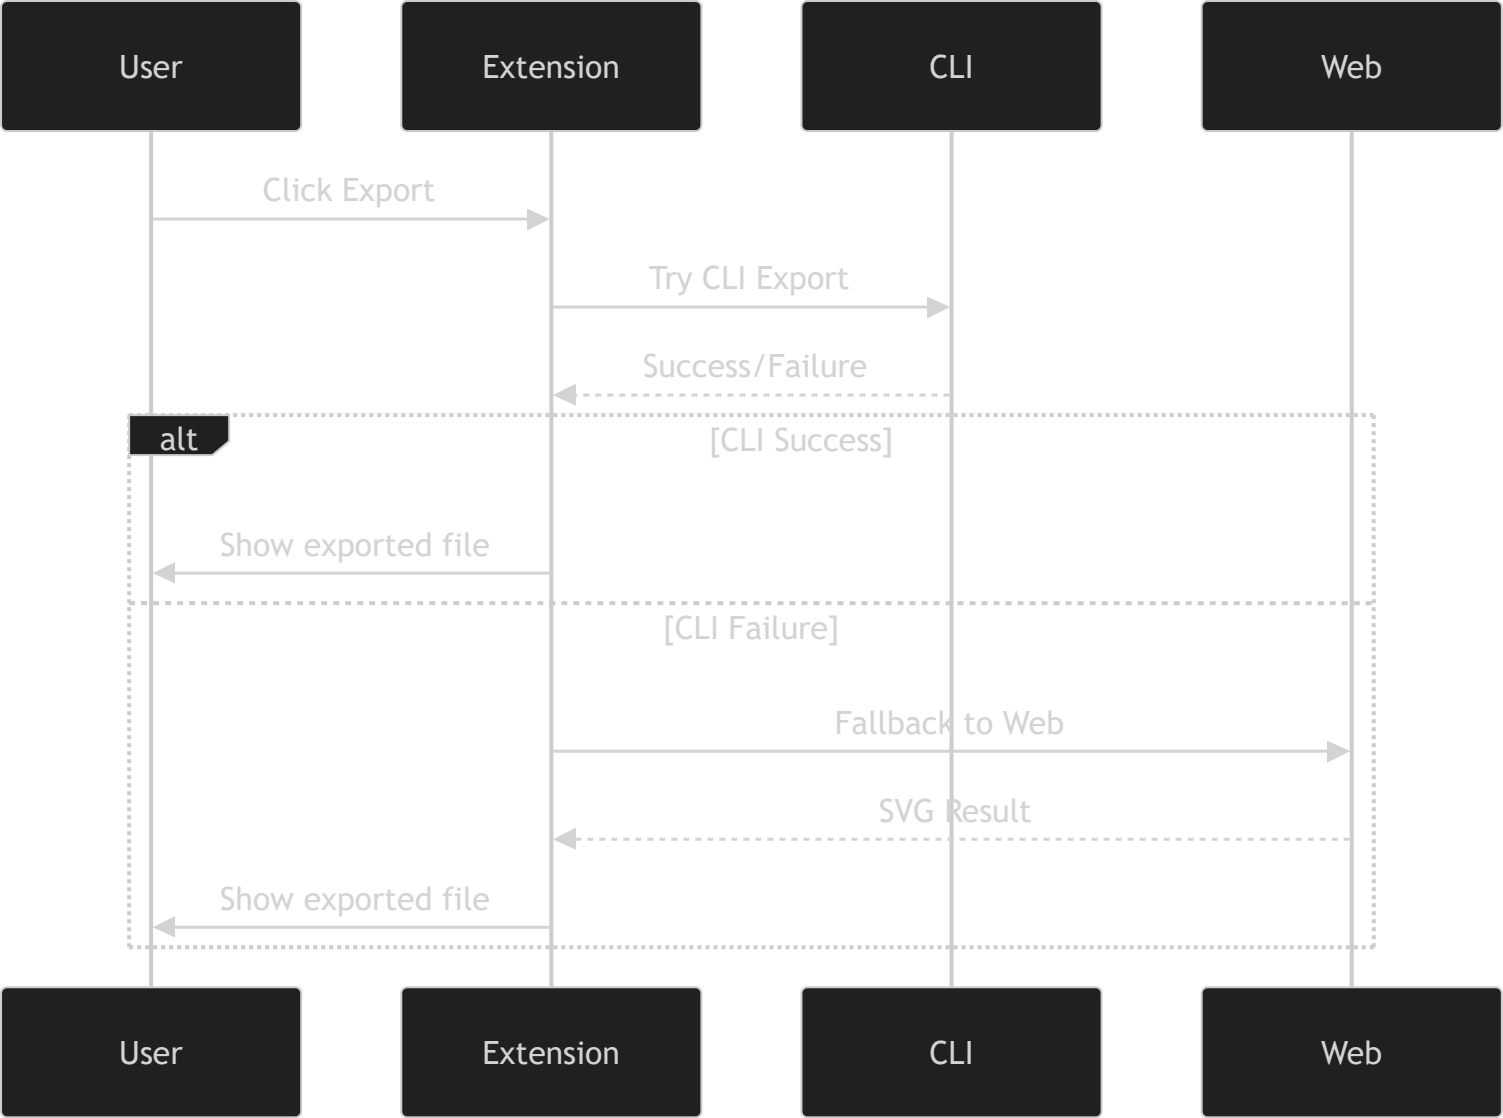 User
Extension
CLI
Web
Click Export
Try CLI Export
Success/Failure
alt
[CLI Success]
Show exported file
[CLI Failure]
Fallback to Web
SVG Result
Show exported file
User
Extension
CLI
Web